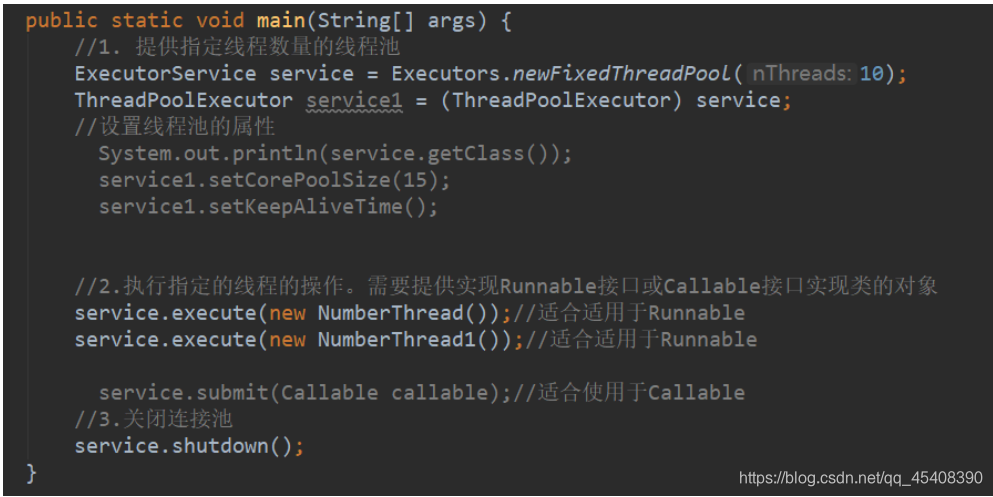 public static void main(String[] args) {
//1. 提供指定线程数量的线程池
ExecutorService service = Executors.newFixedThreadPool( nThreads: 10);
ThreadPoolExecutor service1 = (ThreadPoolExecutor) service;
//设置线程池的属性
System.out.println(service.getClass());
service1.setCorePoolSize(15);
service1.setKeepAliveTime();
//2.执行指定的线程的操作。需要提供实现Runnable接口或Callable接口实现类的对象
service.execute(new NumberThread());//适合适用于Runnable
service.execute(new NumberThread1());//适合适用于Runnable
service.submit(Callable callable);//适合使用于Callable
//3.关闭连接池
service.shutdown();
}
https://blog.csdn.net/qq_45408390